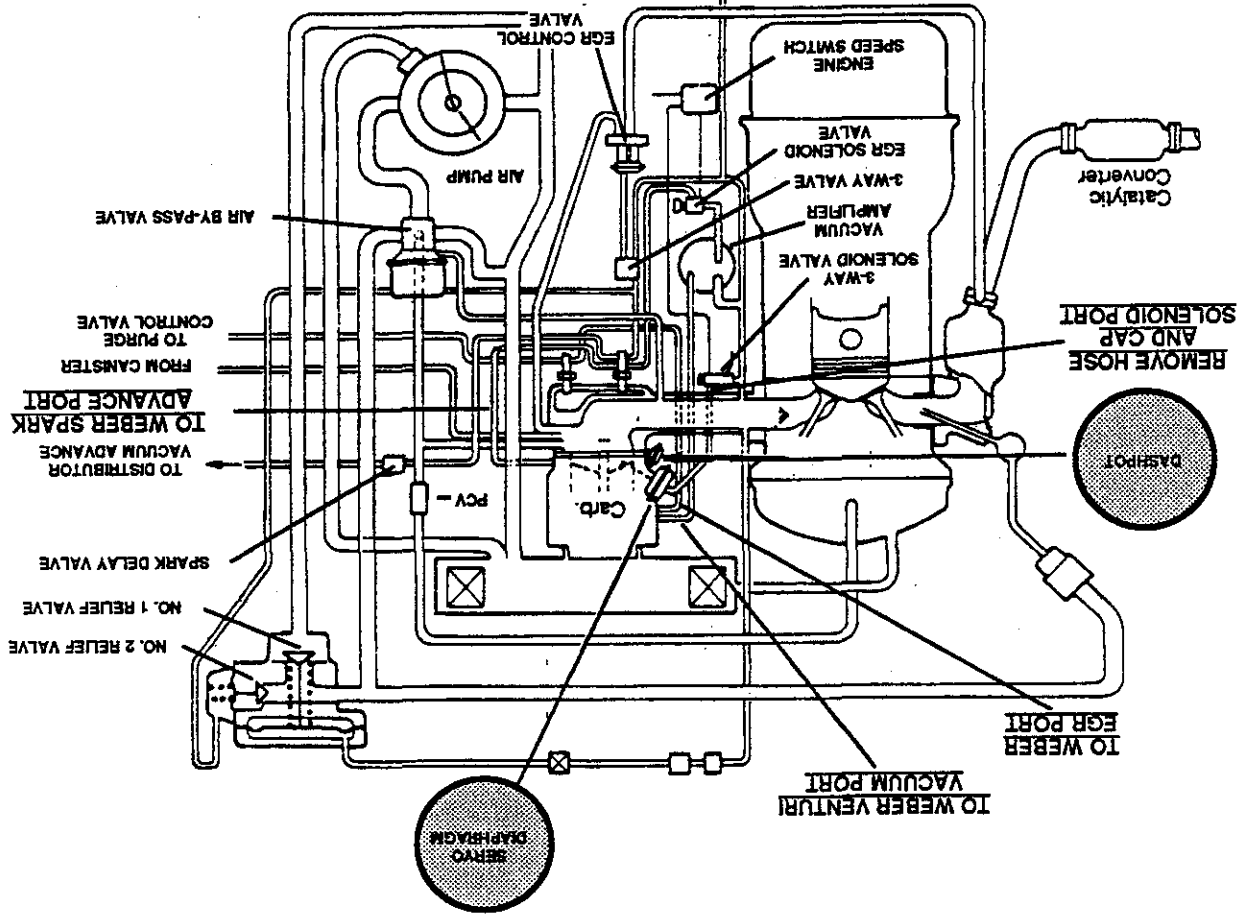 SERVO
DIAPHRAGM
TO WEBER VENTURI
VACUUM PORT
TO WEBER
EGR PORT
NO. 2 RELIEF VALVE
NO. 1 RELIEF VALVE
SPARK DELAY VALVE
Carb.
PCV
TO DISTRIBUTOR
VACUUM ADVANCE
DASHPOT
TO WEBER SPARK
ADVANCE PORT
FROM CANISTER
TO PURGE
CONTROL VALVE
REMOVE HOSE
AND CAP
SOLENOID PORT
3-WAY
SOLENOID VALVE
VACUUM
AMPLIFIER
AIR BY-PASS VALVE
3-WAY VALVE
EGR SOLENOID
VALVE
AIR PUMP
Catalytic
Converter
ENGINE
SPEED SWITCH
EGR CONTROL
VALVE